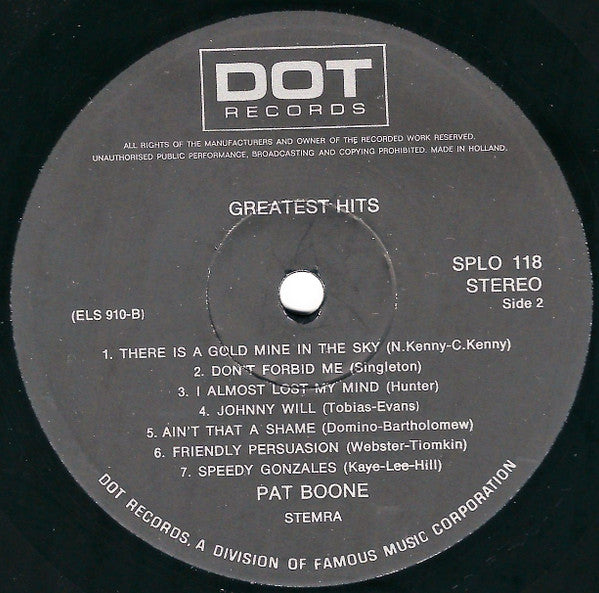 DOT
RECORDS
ALL RIGHTS OF THE MANUFACTURERS AND OWNER OF THE RECORDED WORK RESERVED.
UNAUTHORISED PUBLIC PERFORMANCE, BROADCASTING AND COPYING PROHIBITED. MADE IN HOLLAND.
GREATEST HITS
SPLO 118
STEREO
Side 2
(ELS 910-B)
1. THERE IS A GOLD MINE IN THE SKY (N.Kenny-C.Kenny)
2. DON'T FORBID ME (Singleton)
3. I ALMOST LOST MY MIND (Hunter)
4. JOHNNY WILL (Tobias-Evans)
5. AIN'T THAT A SHAME (Domino-Bartholomew)
6. FRIENDLY PERSUASION (Webster-Tiomkin)
7. SPEEDY GONZALES (Kaye-Lee-Hill)
PAT BOONE
STEMRA
DOT RECORDS, A DIVISION OF FAMOUS MUSIC CORPORATION